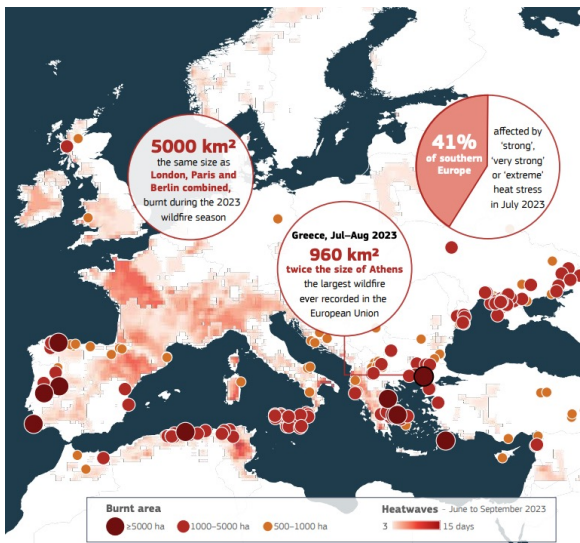 5000 km²
the same size as
London, Paris and
Berlin combined,
burnt during the 2023
wildfire season
41%
of southern
Europe
affected by
‘strong’,
‘very strong’
or ‘extreme’
heat stress
in July 2023
Greece, Jul–Aug 2023
960 km²
twice the size of Athens
the largest wildfire
ever recorded in the
European Union
Burnt area
≥5000 ha
1000–5000 ha
500–1000 ha
Heatwaves - June to September 2023
3
15 days